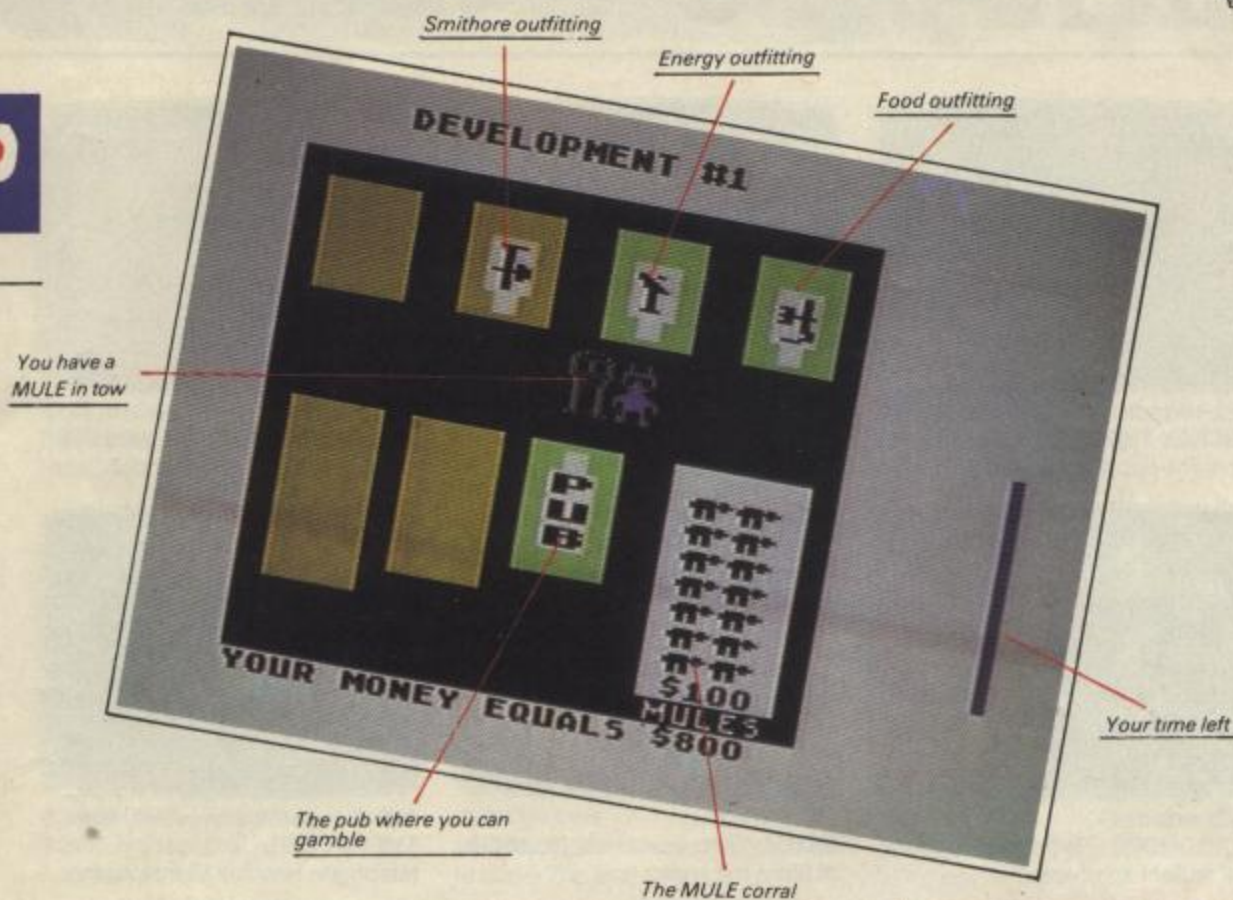 Smithore outfitting
Energy outfitting
Food outfitting
DEVELOPMENT #1
You have a
MULE in tow
PUB
$100
MULES
YOUR MONEY EQUALS $800
Your time left
The pub where you can
gamble
The MULE corral